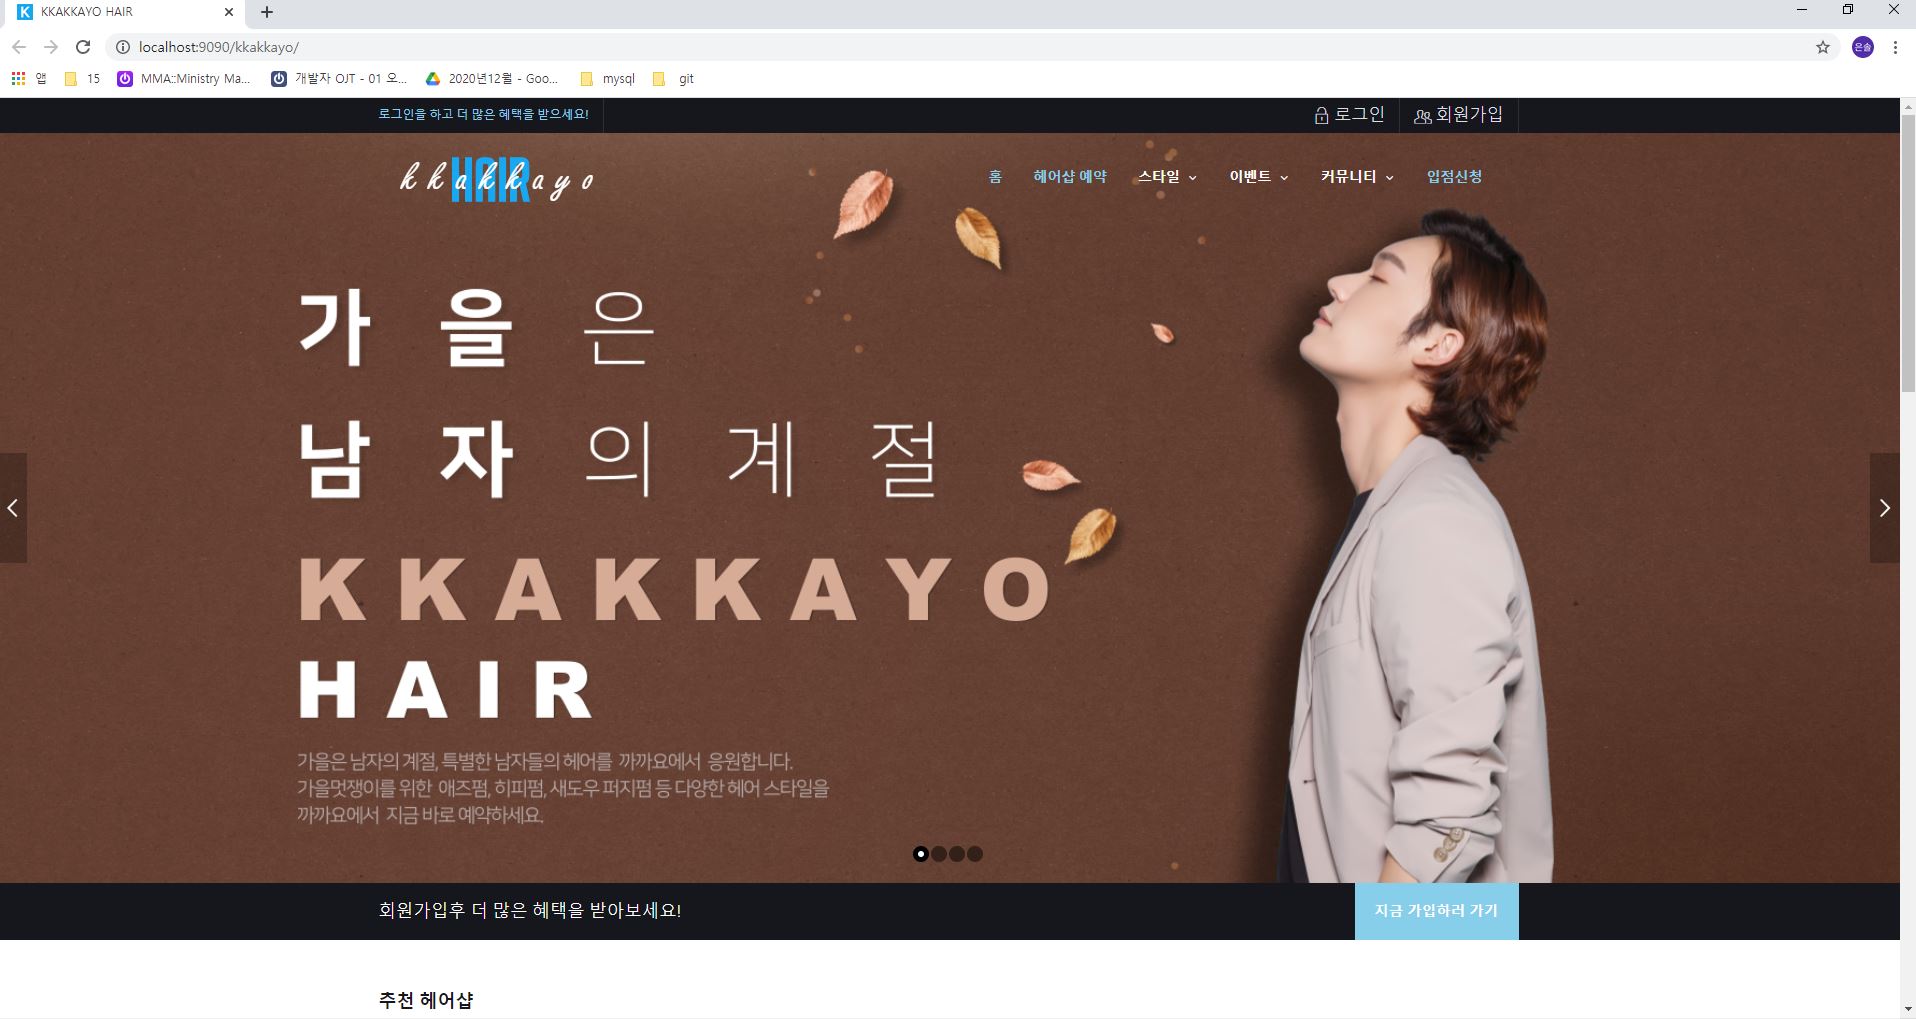 KKAKKAYO HAIR
localhost:9090/kkakkayo/
은솔
앱 15 MMA::Ministry Ma... 개발자 OJT - 01 오... 2020년12월 - Goo... mysql git
로그인을 하고 더 많은 혜택을 받으세요! 로그인 회원가입
HAIR
kkakkayo
홈 헤어샵 예약 스타일 이벤트 커뮤니티 입점신청
가을은
남자의계절
KKAKKAYO
HAIR
가을은 남자의 계절, 특별한 남자들의 헤어를 까까요에서 응원합니다.
가을멋쟁이를 위한 애즈펌, 히피펌, 새도우 퍼지펌 등 다양한 헤어 스타일을
까까요에서 지금 바로 예약하세요.
회원가입후 더 많은 혜택을 받아보세요! 지금 가입하러 가기
추천 헤어샵